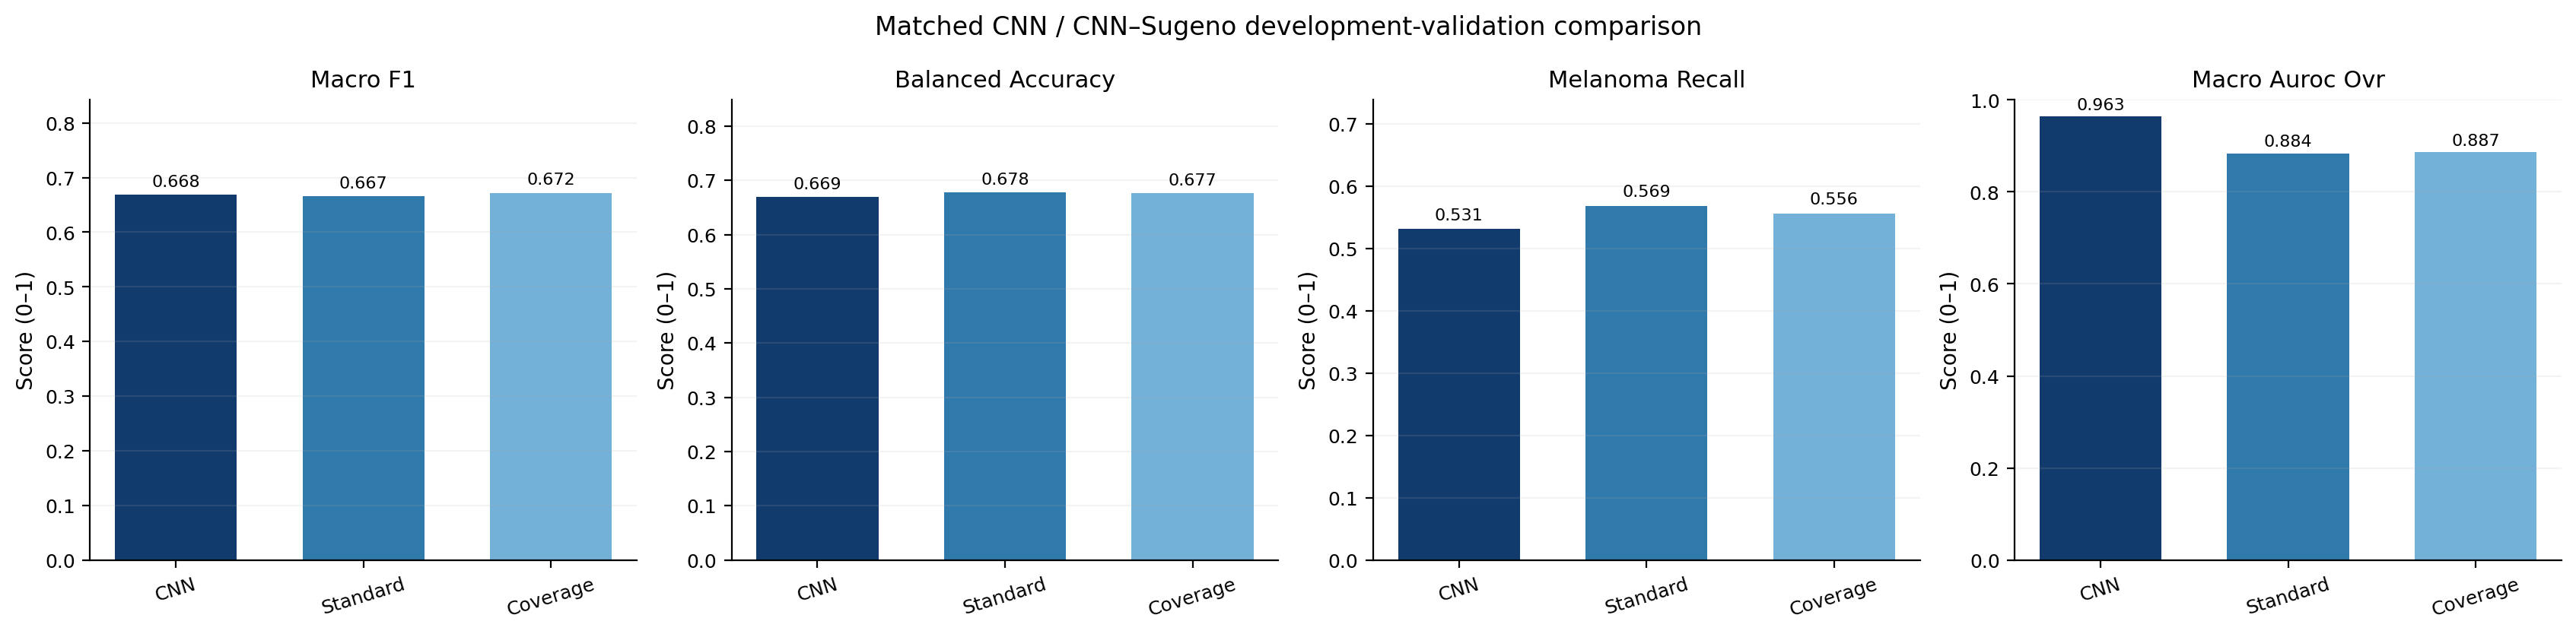 Matched CNN / CNN–Sugeno development-validation comparison
Macro F1
Score (0–1)
0.8
0.7
0.6
0.5
0.4
0.3
0.2
0.1
0.0
0.668
0.667
0.672
CNN
Standard
Coverage
Balanced Accuracy
Score (0–1)
0.8
0.7
0.6
0.5
0.4
0.3
0.2
0.1
0.0
0.669
0.678
0.677
CNN
Standard
Coverage
Melanoma Recall
Score (0–1)
0.7
0.6
0.5
0.4
0.3
0.2
0.1
0.0
0.531
0.569
0.556
CNN
Standard
Coverage
Macro Auroc Ovr
Score (0–1)
1.0
0.8
0.6
0.4
0.2
0.0
0.963
0.884
0.887
CNN
Standard
Coverage